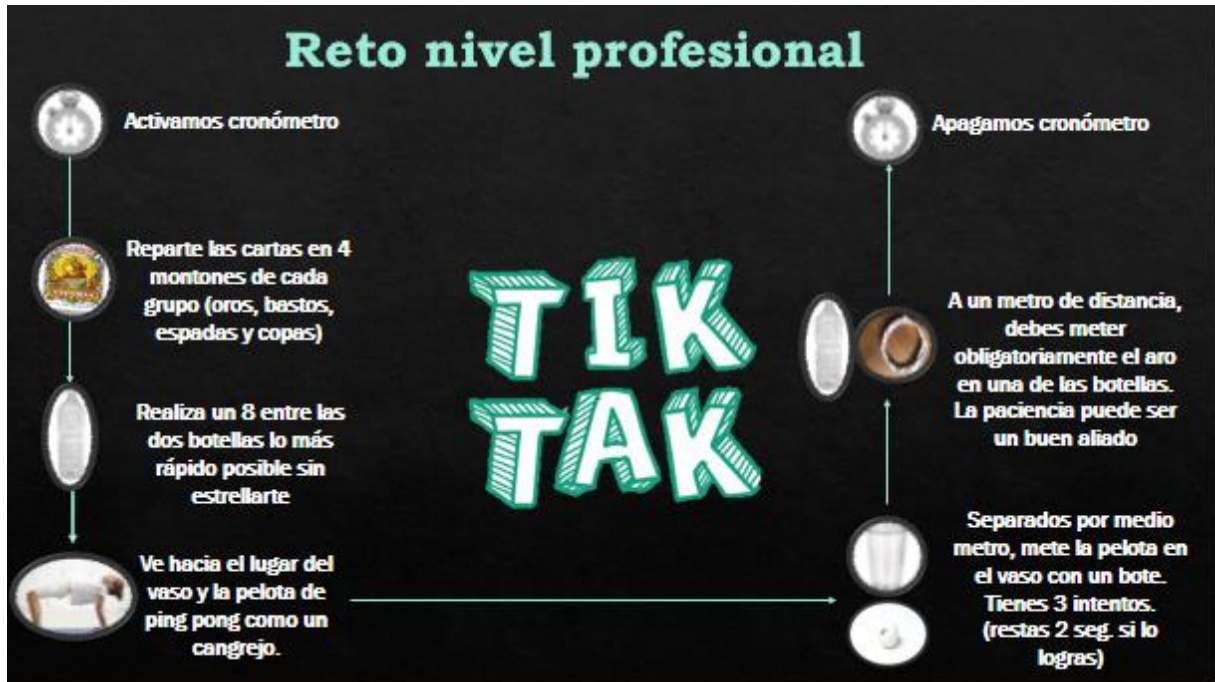 Reto nivel profesional
Activamos cronómetro
Reparte las cartas en 4
montones de cada
grupo (oros, bastos,
espadas y copas)
Realiza un 8 entre las
dos botellas lo más
rápido posible sin
estrellarte
Ve hacia el lugar del
vaso y la pelota de
ping pong como un
cangrejo.
TIK
TAK
Separados por medio
metro, mete la pelota en
el vaso con un bote.
Tienes 3 intentos.
(restas 2 seg. si lo
logras)
A un metro de distancia,
debes meter
obligatoriamente el aro
en una de las botellas.
La paciencia puede ser
un buen aliado
Apagamos cronómetro